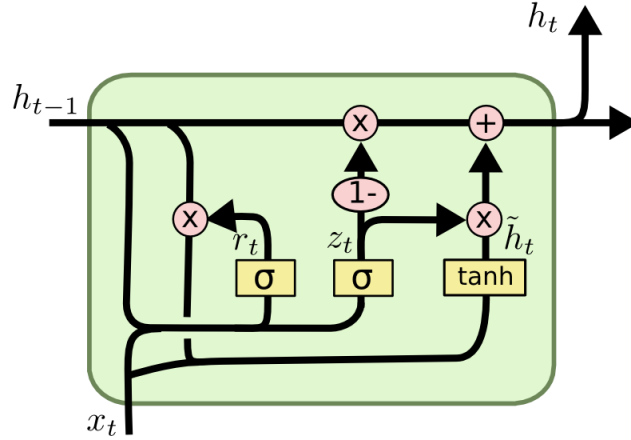 h_t
h_{t-1}
x
+
1-
x
r_t
z_t
x
h̃_t
σ
σ
tanh
x_t